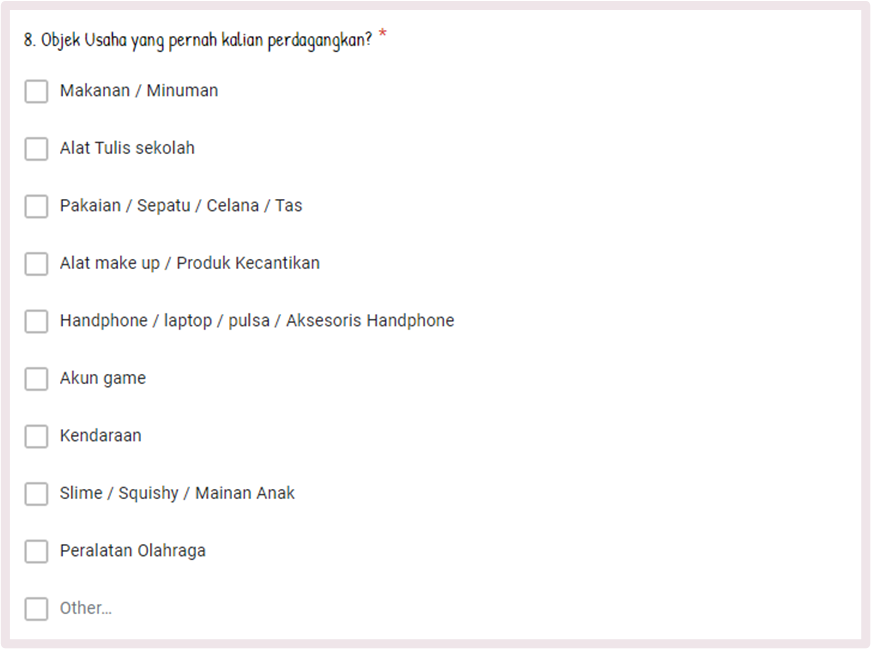 8. Objek Usaha yang pernah kalian perdagangkan? *
Makanan / Minuman
Alat Tulis sekolah
Pakaian / Sepatu / Celana / Tas
Alat make up / Produk Kecantikan
Handphone / laptop / pulsa / Aksesoris Handphone
Akun game
Kendaraan
Slime / Squishy / Mainan Anak
Peralatan Olahraga
Other...